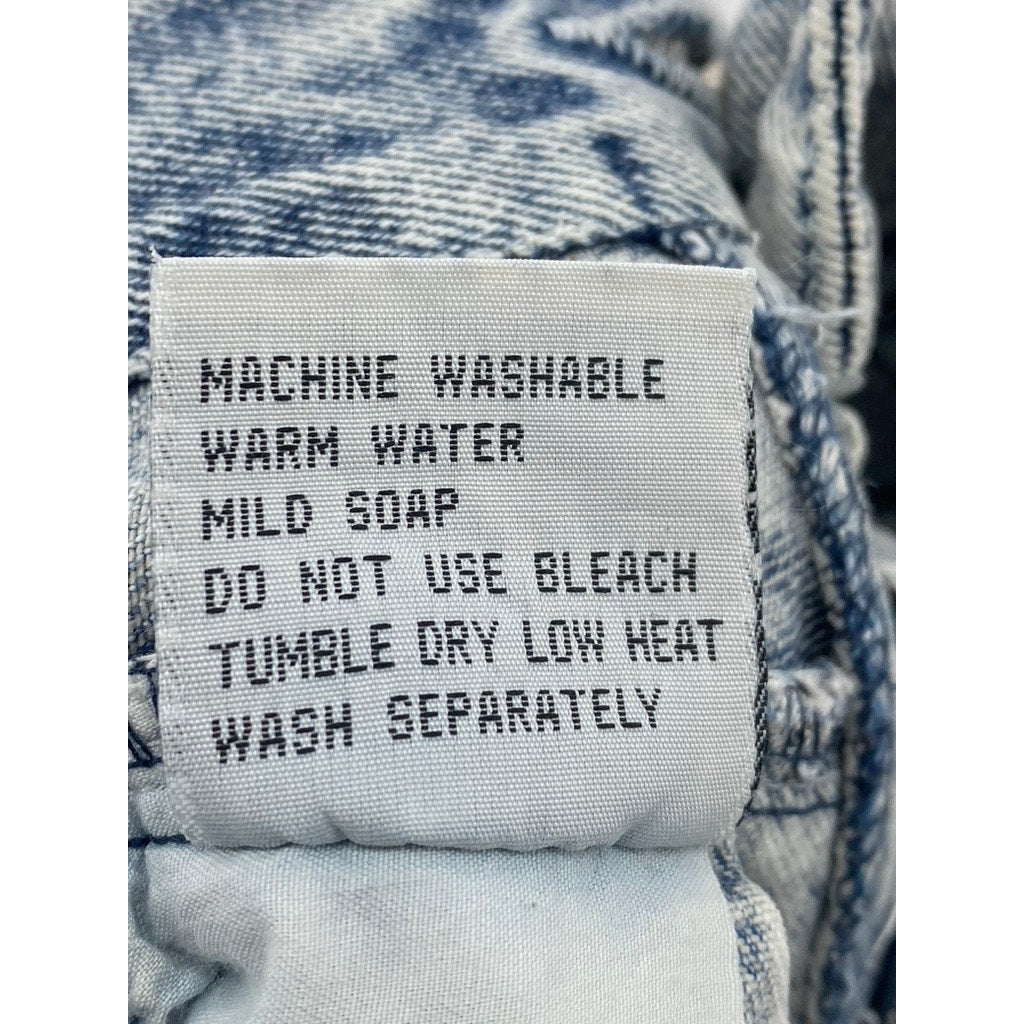 MACHINE WASHABLE
WARM WATER
MILD SOAP
DO NOT USE BLEACH
TUMBLE DRY LOW HEAT
WASH SEPARATELY